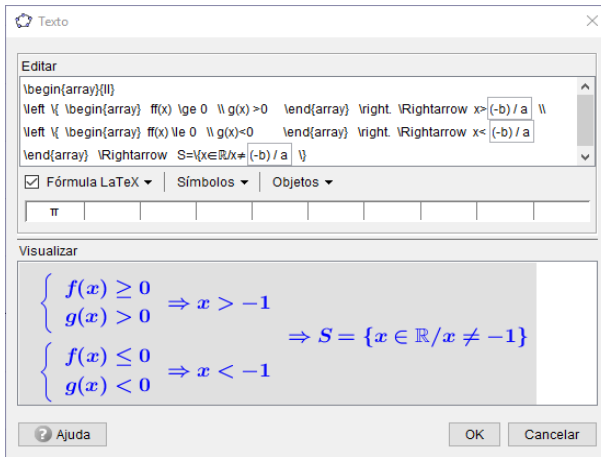 Texto
Editar
\begin{array}{ll}
\left \{ \begin{array} ff(x) \ge 0 \\ g(x) >0 \end{array} \right. \Rightarrow x> (-b) / a \\
\left \{ \begin{array} ff(x) \le 0 \\ g(x)<0 \end{array} \right. \Rightarrow x< (-b) / a
\end{array} \Rightarrow S=\{x∈ℝ/x≠ (-b) / a \}
Fórmula LaTeX Símbolos Objetos
π
Visualizar
f(x) ≥ 0
g(x) > 0
⇒ x > −1
f(x) ≤ 0
g(x) < 0
⇒ x < −1
⇒ S = {x ∈ ℝ/x ≠ −1}
Ajuda OK Cancelar